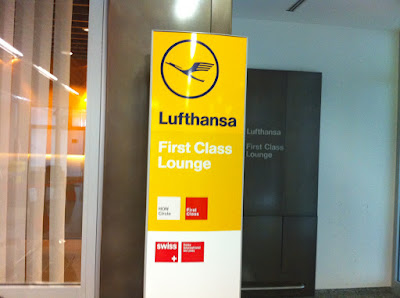 Lufthansa
First Class
Lounge
HON
Circle
First
Class
swiss
Lufthansa
First Class
Lounge